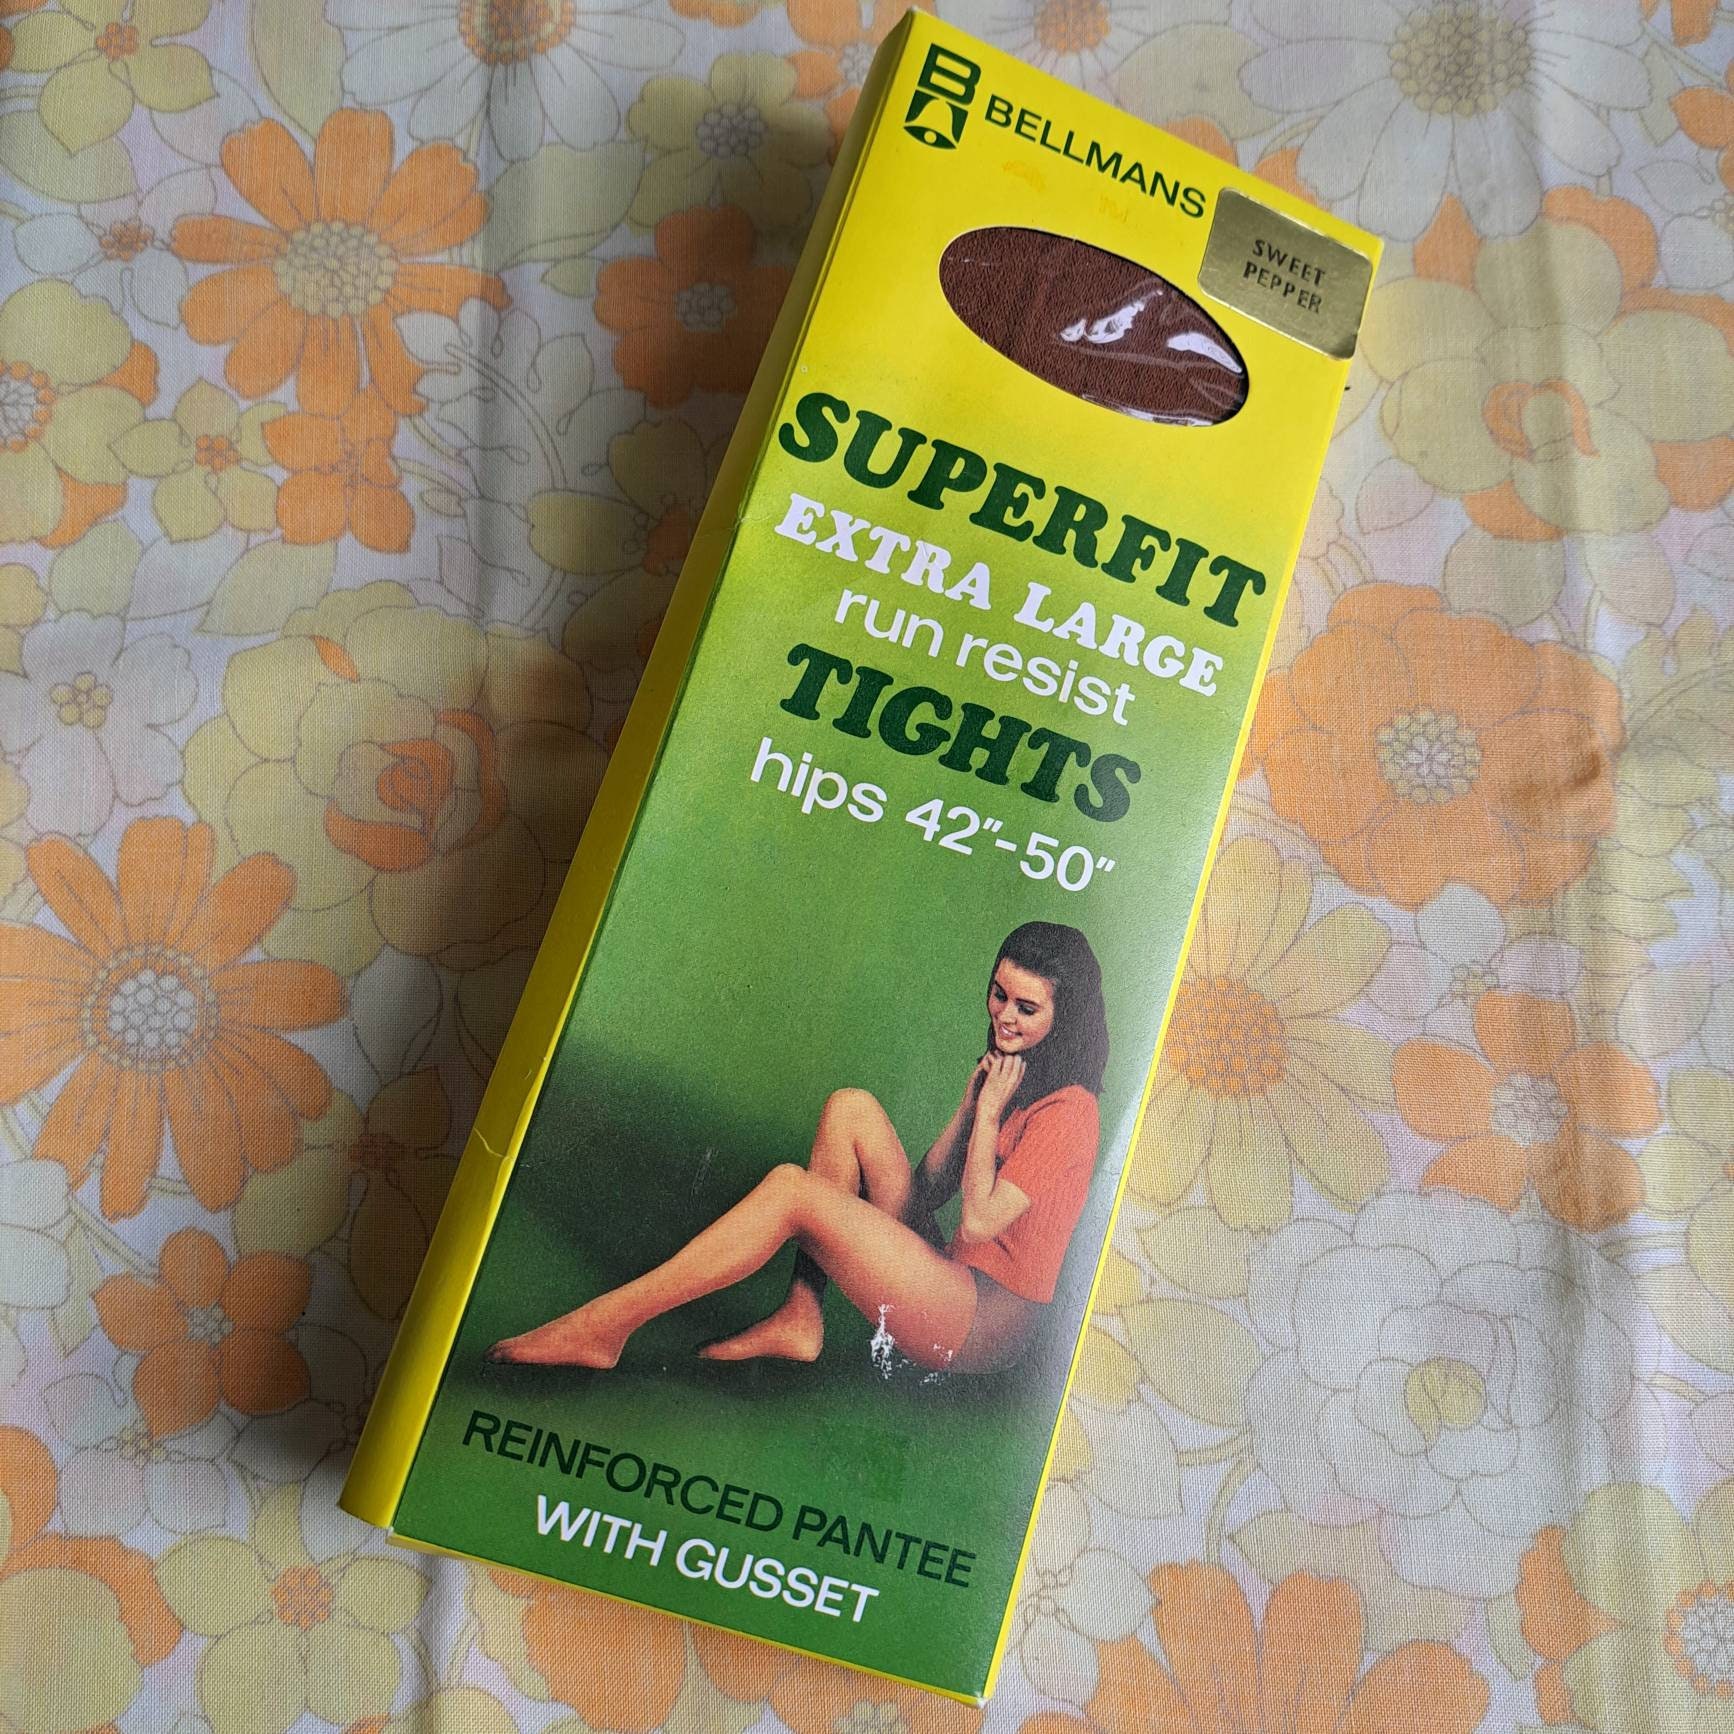 B BELLMANS
SWEET
PEPPER
SUPERFIT
EXTRA LARGE
run resist
TIGHTS
hips 42"-50"
REINFORCED PANTEE
WITH GUSSET